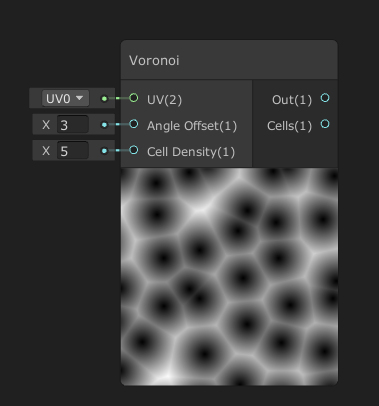 Voronoi
UV0 UV(2) Out(1)
X 3 Angle Offset(1) Cells(1)
X 5 Cell Density(1)